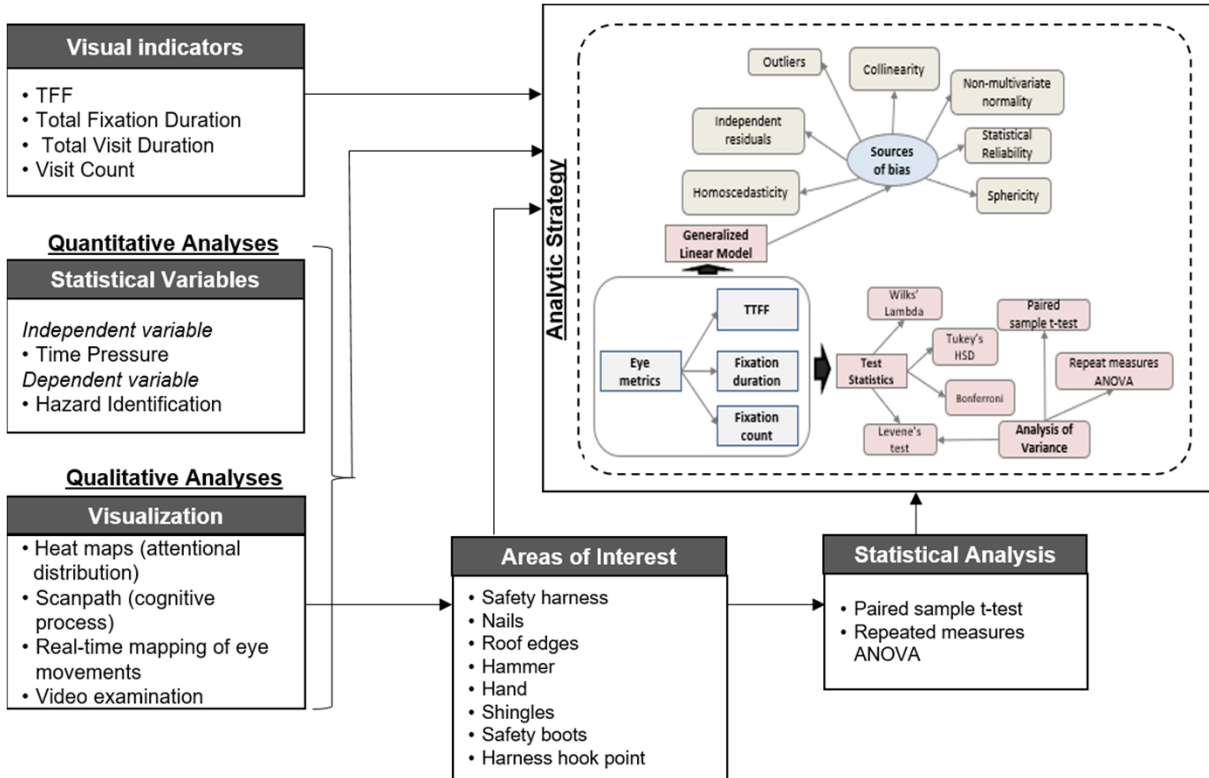 Visual indicators
• TFF
• Total Fixation Duration
• Total Visit Duration
• Visit Count
Quantitative Analyses
Statistical Variables
Independent variable
• Time Pressure
Dependent variable
• Hazard Identification
Qualitative Analyses
Visualization
• Heat maps (attentional
distribution)
• Scanpath (cognitive
process)
• Real-time mapping of eye
movements
• Video examination
Areas of Interest
• Safety harness
• Nails
• Roof edges
• Hammer
• Hand
• Shingles
• Safety boots
• Harness hook point
Statistical Analysis
• Paired sample t-test
• Repeated measures
ANOVA
Analytic Strategy
Outliers
Collinearity
Non-multivariate
normality
Independent
residuals
Statistical
Reliability
Sources
of bias
Homoscedasticity
Sphericity
Generalized
Linear Model
Eye
metrics
TTFF
Fixation
duration
Fixation
count
Test
Statistics
Wilks'
Lambda
Tukey's
HSD
Bonferroni
Levene's
test
Paired
sample t-test
Repeat measures
ANOVA
Analysis of
Variance